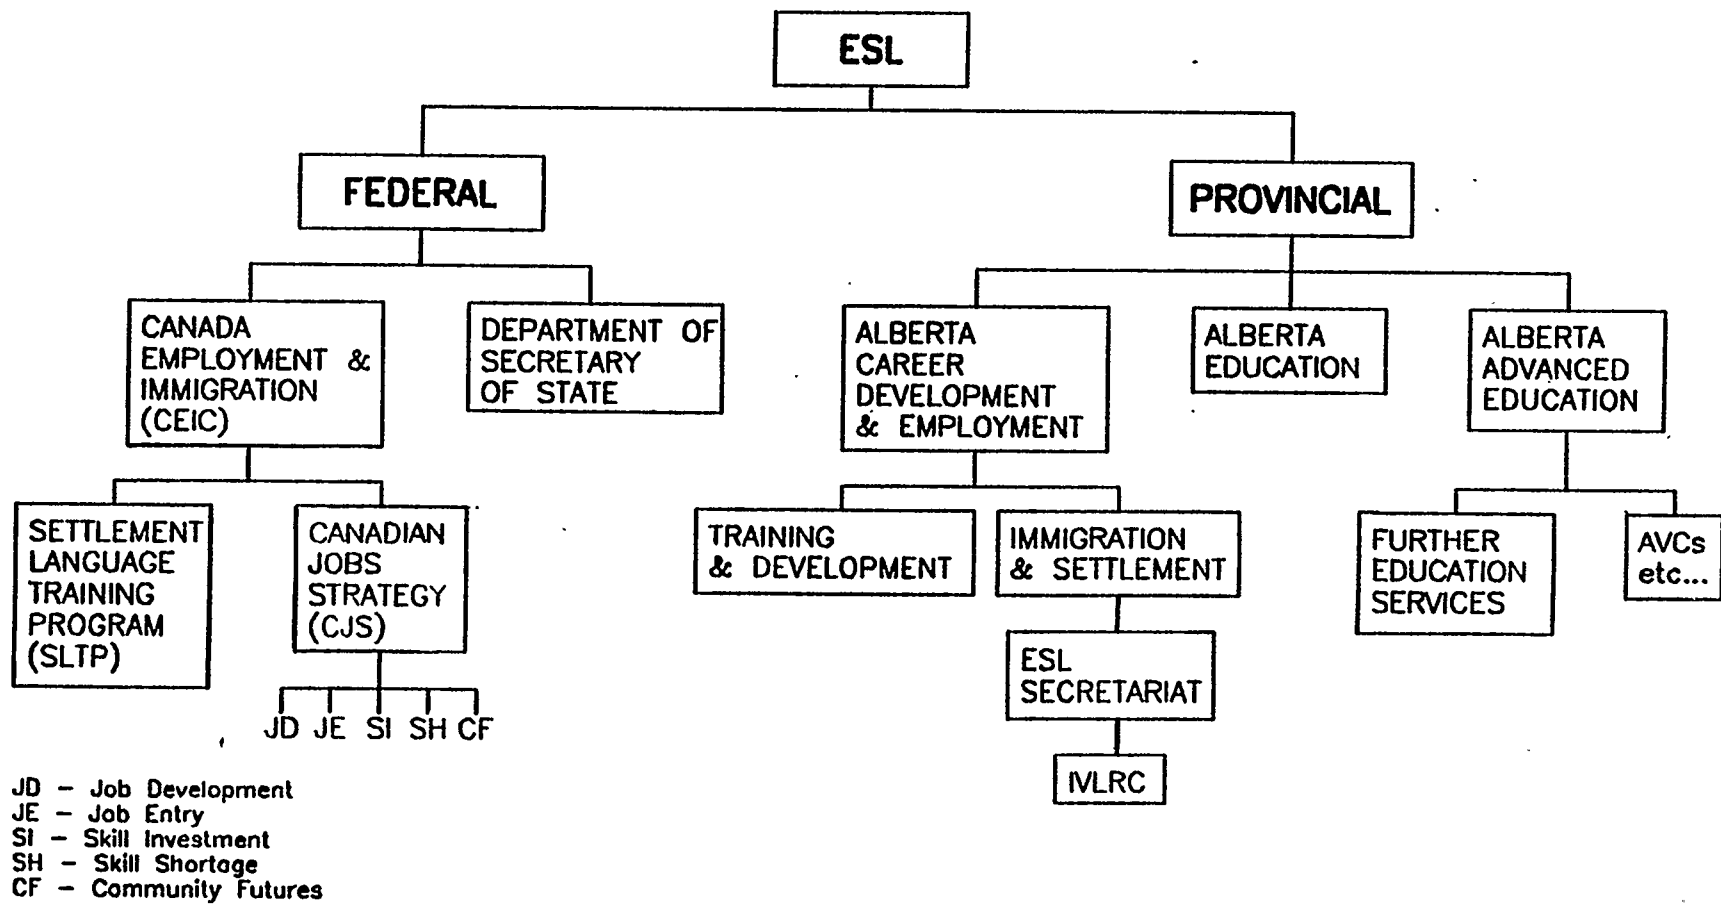 ESL
FEDERAL
PROVINCIAL
CANADA
EMPLOYMENT &
IMMIGRATION
(CEIC)
DEPARTMENT OF
SECRETARY
OF STATE
ALBERTA
CAREER
DEVELOPMENT
& EMPLOYMENT
ALBERTA
EDUCATION
ALBERTA
ADVANCED
EDUCATION
SETTLEMENT
LANGUAGE
TRAINING
PROGRAM
(SLTP)
CANADIAN
JOBS
STRATEGY
(CJS)
TRAINING
& DEVELOPMENT
IMMIGRATION
& SETTLEMENT
FURTHER
EDUCATION
SERVICES
AVCs
etc...
ESL
SECRETARIAT
JD JE SI SH CF
IVLRC
JD – Job Development
JE – Job Entry
SI – Skill Investment
SH – Skill Shortage
CF – Community Futures